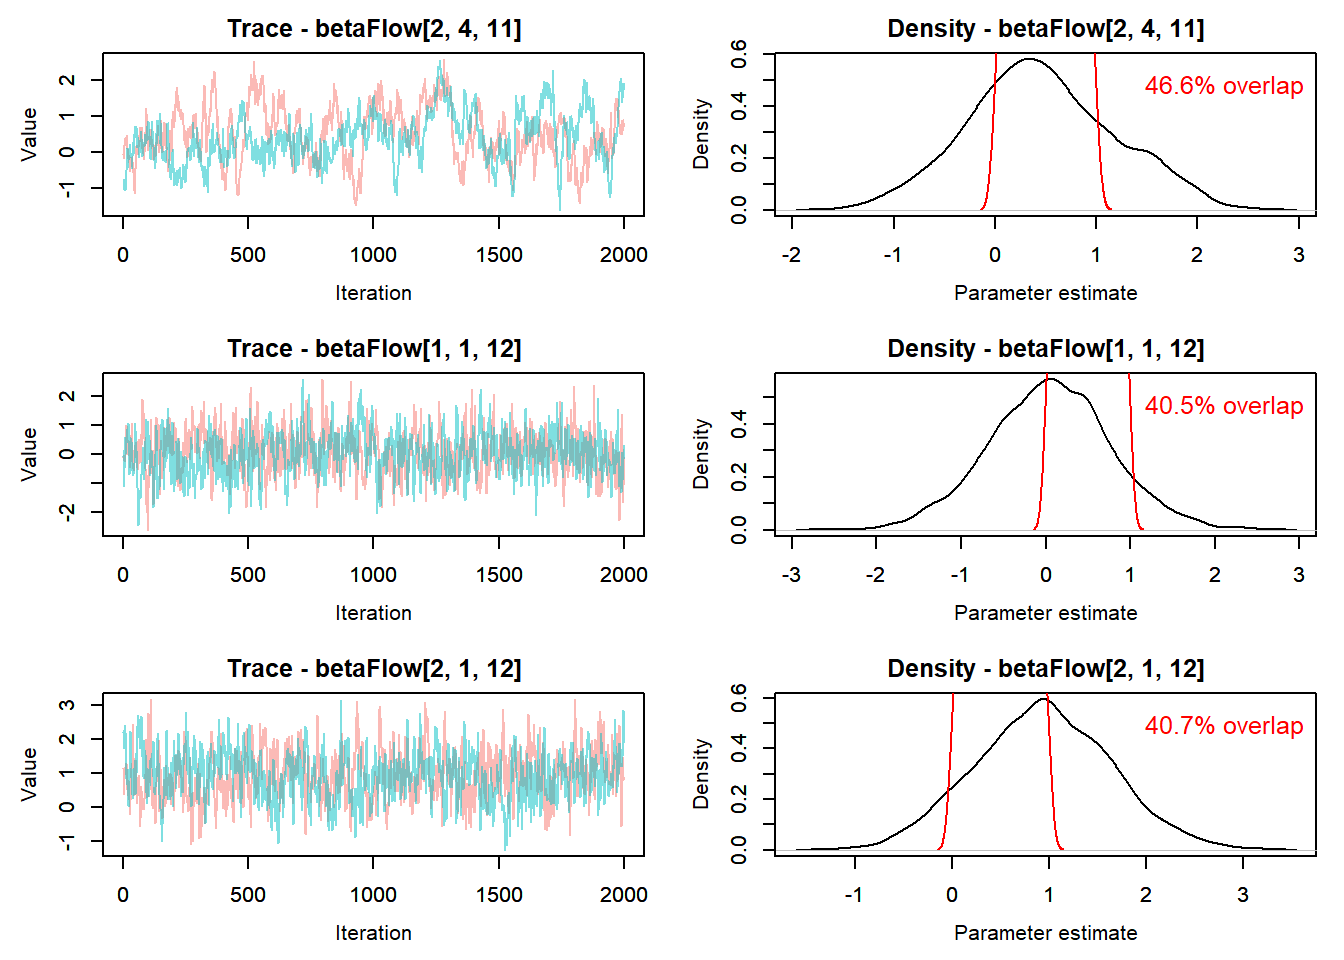 Trace - betaFlow[2, 4, 11]
Value
-1 0 1 2
0 500 1000 1500 2000
Iteration
Density - betaFlow[2, 4, 11]
46.6% overlap
Density
0.0 0.2 0.4 0.6
-2 -1 0 1 2 3
Parameter estimate
Trace - betaFlow[1, 1, 12]
Value
-2 0 1 2
0 500 1000 1500 2000
Iteration
Density - betaFlow[1, 1, 12]
40.5% overlap
Density
0.0 0.2 0.4
-3 -2 -1 0 1 2 3
Parameter estimate
Trace - betaFlow[2, 1, 12]
Value
-1 0 1 2 3
0 500 1000 1500 2000
Iteration
Density - betaFlow[2, 1, 12]
40.7% overlap
Density
0.0 0.2 0.4 0.6
-1 0 1 2 3
Parameter estimate